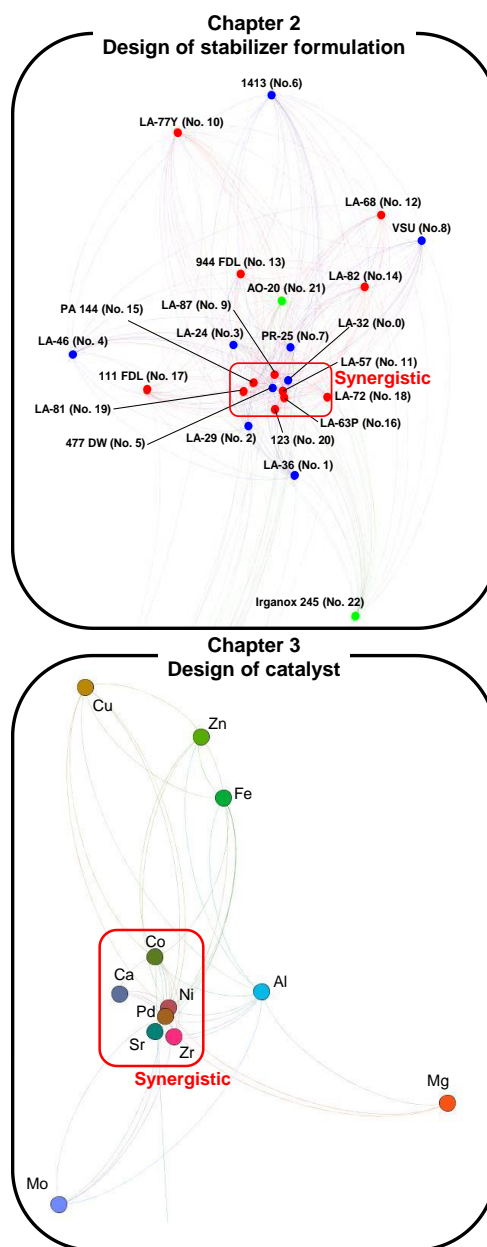 Chapter 2
Design of stabilizer formulation
1413 (No.6)
LA-77Y (No. 10)
LA-68 (No. 12)
VSU (No.8)
944 FDL (No. 13)
LA-82 (No.14)
AO-20 (No. 21)
PA 144 (No. 15)
LA-87 (No. 9)
LA-32 (No.0)
LA-46 (No. 4)
LA-24 (No.3)
PR-25 (No.7)
LA-57 (No. 11)
111 FDL (No. 17)
Synergistic
LA-72 (No. 18)
LA-81 (No. 19)
LA-63P (No.16)
477 DW (No. 5)
LA-29 (No. 2)
123 (No. 20)
LA-36 (No. 1)
Irganox 245 (No. 22)
Chapter 3
Design of catalyst
Cu
Zn
Fe
Co
Ca
Ni
Al
Pd
Sr
Zr
Synergistic
Mg
Mo